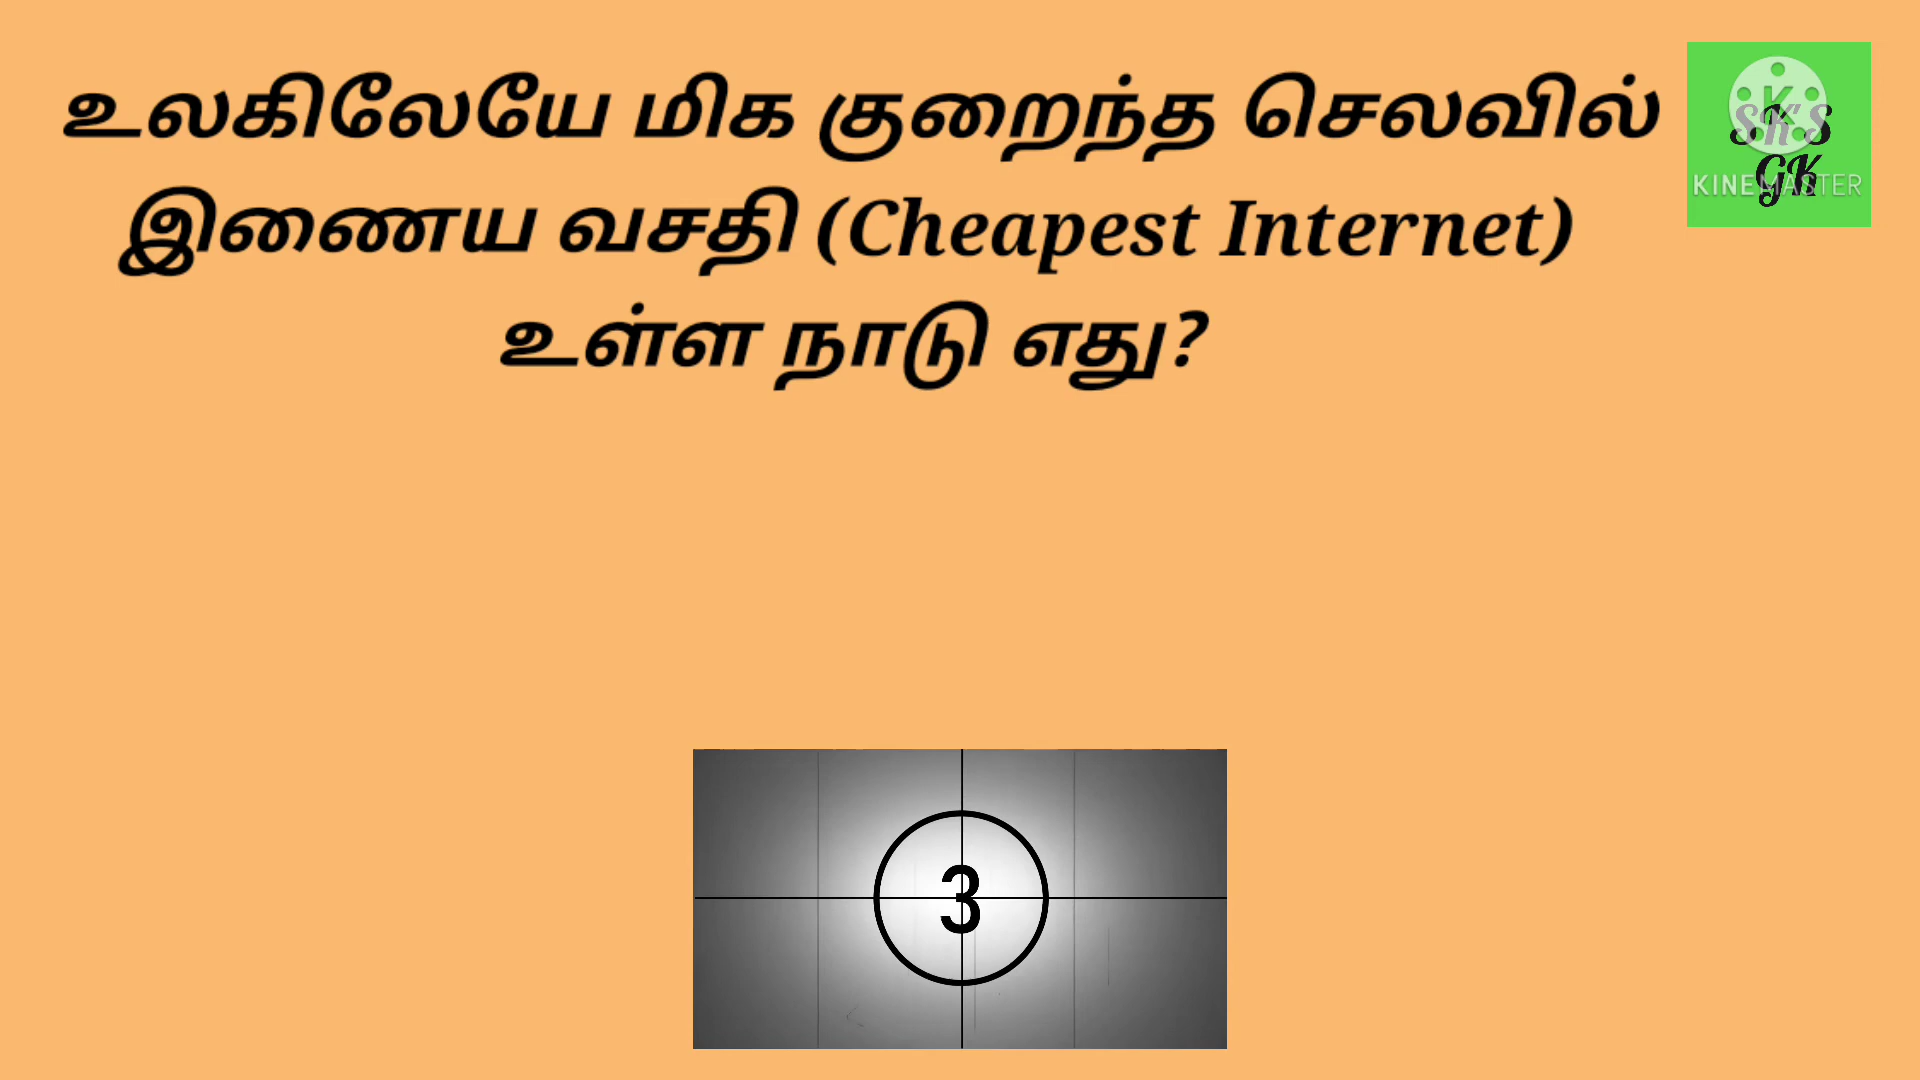 உலகிலேயே மிக குறைந்த செலவில்
இணைய வசதி (Cheapest Internet)
உள்ள நாடு எது?
K
SKS
GK
KINEMASTER
3